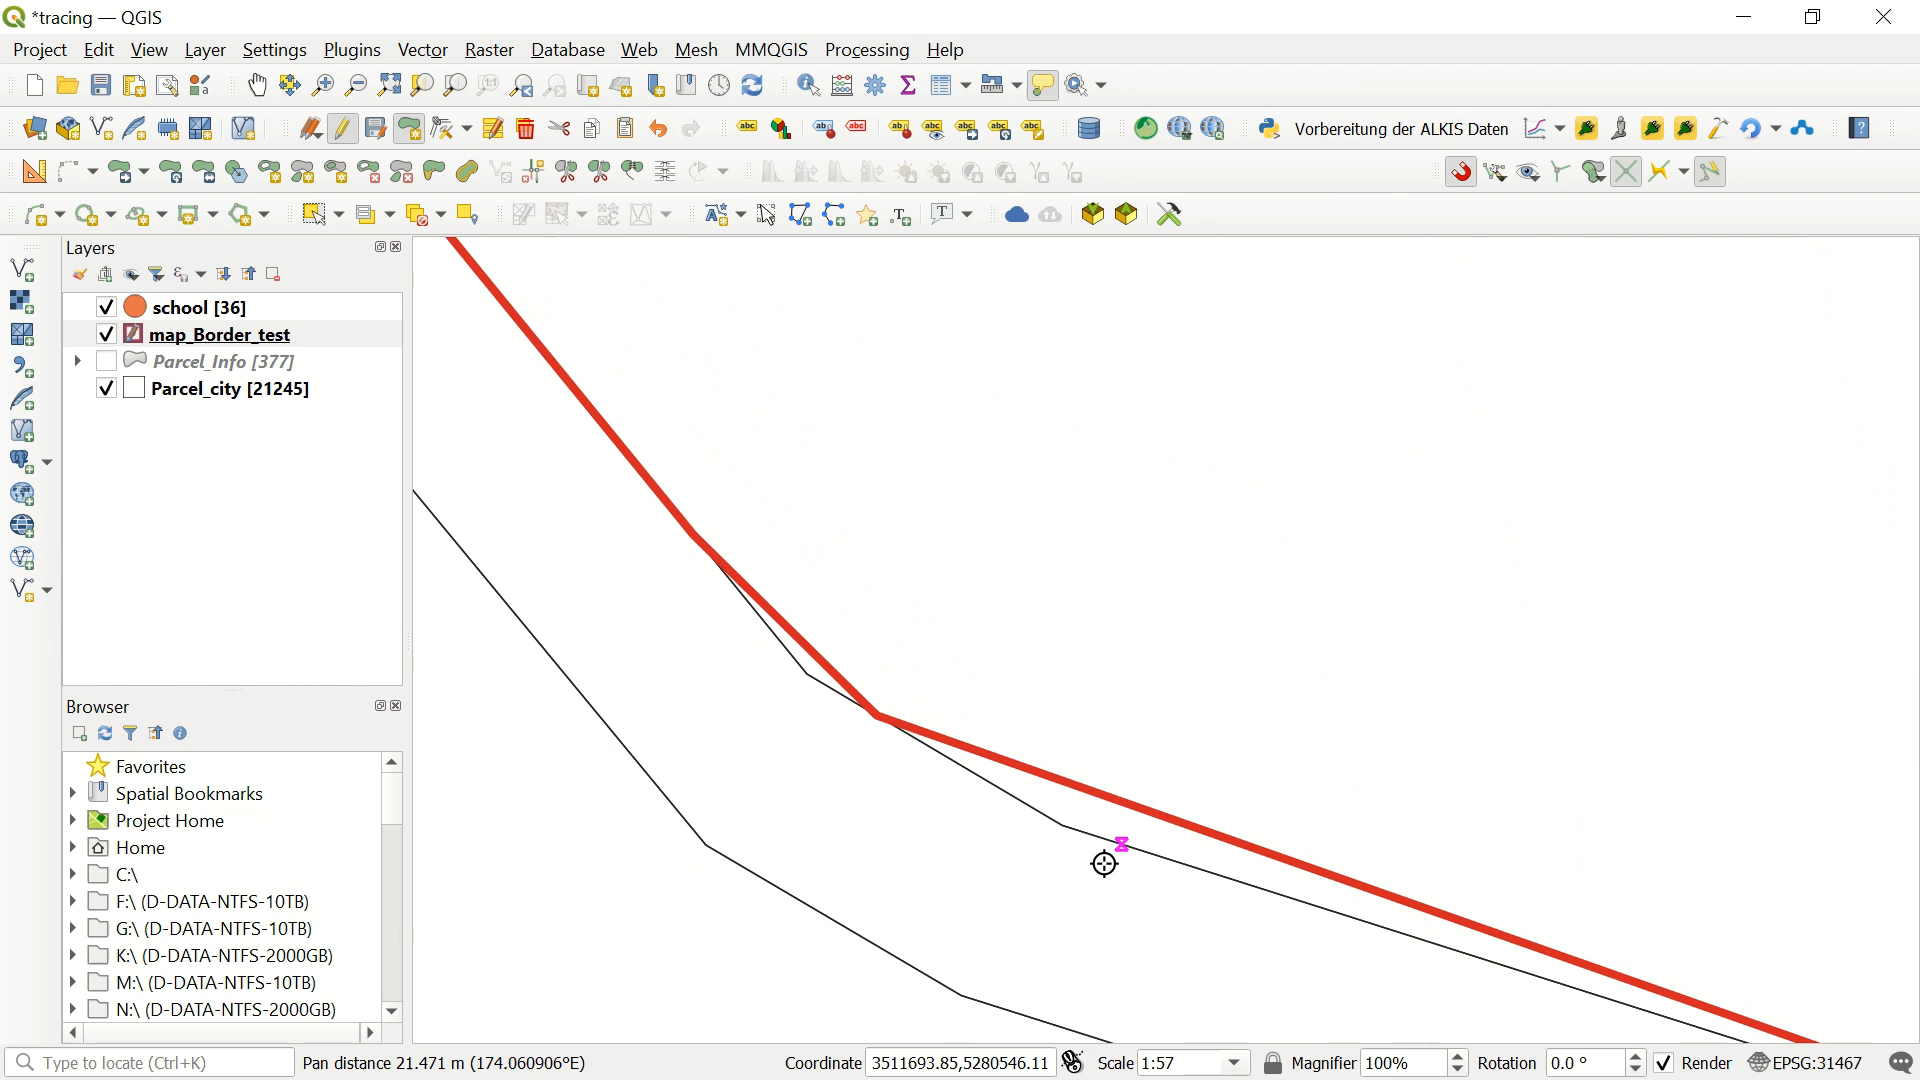 *tracing — QGIS
Project Edit View Layer Settings Plugins Vector Raster Database Web Mesh MMQGIS Processing Help
Vorbereitung der ALKIS Daten
Layers
school [36]
map_Border_test
Parcel_Info [377]
Parcel_city [21245]
Browser
Favorites
Spatial Bookmarks
Project Home
Home
C:\
F:\ (D-DATA-NTFS-10TB)
G:\ (D-DATA-NTFS-10TB)
K:\ (D-DATA-NTFS-2000GB)
M:\ (D-DATA-NTFS-10TB)
N:\ (D-DATA-NTFS-2000GB)
Type to locate (Ctrl+K) Pan distance 21.471 m (174.060906°E) Coordinate 3511693.85,5280546.11 Scale 1:57 Magnifier 100% Rotation 0.0 ° Render EPSG:31467